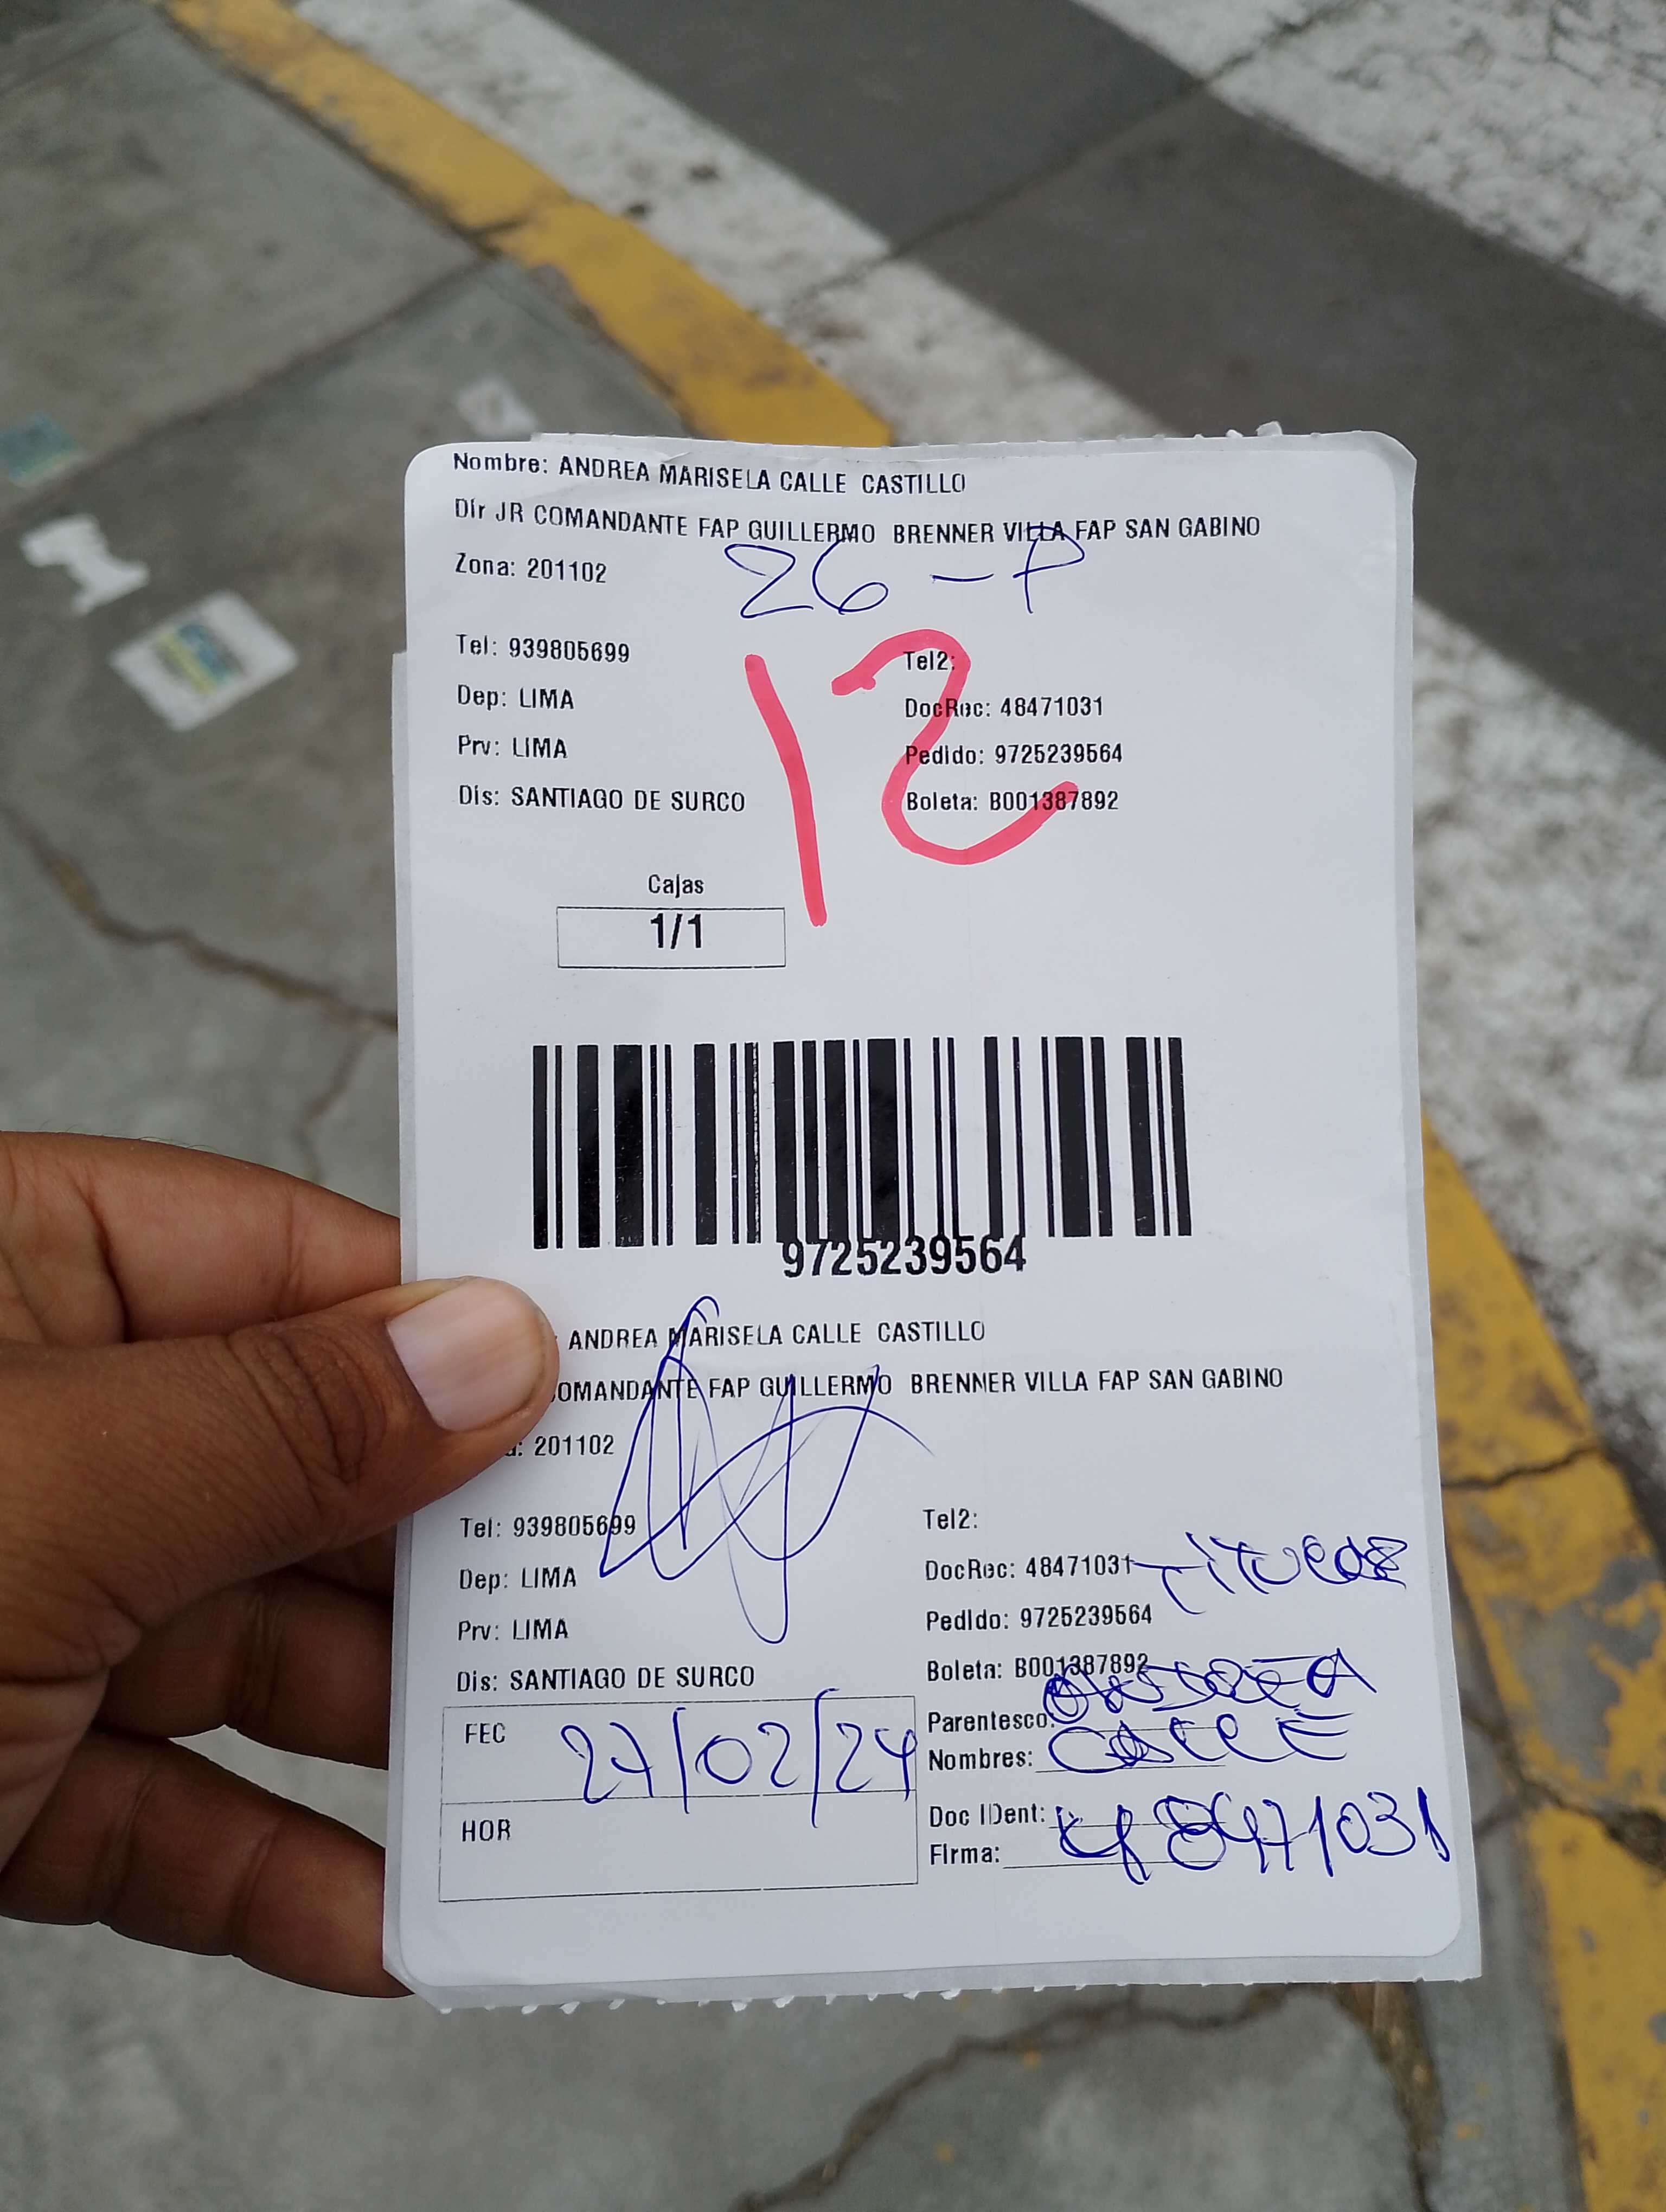 Nombre: ANDREA MARISELA CALLE CASTILLO
Dir JR COMANDANTE FAP GUILLERMO BRENNER VILLA FAP SAN GABINO
Zona: 201102
26-P
Tel: 939805699 Tel2:
12
Dep: LIMA DocRec: 48471031
Prv: LIMA Pedido: 9725239564
Dis: SANTIAGO DE SURCO Boleta: B001387892
Cajas
1/1
9725239564
: ANDREA MARISELA CALLE CASTILLO
OMANDANTE FAP GUILLERMO BRENNER VILLA FAP SAN GABINO
a: 201102
Tel: 939805699 Tel2:
Dep: LIMA DocRec: 48471031 TITULAR
Prv: LIMA Pedido: 9725239564
Dis: SANTIAGO DE SURCO Boleta: B001387892
FEC 27/02/24 Parentesco: ANDREA
Nombres: CALLE
HOR Doc IDent: 48471031
Firma: